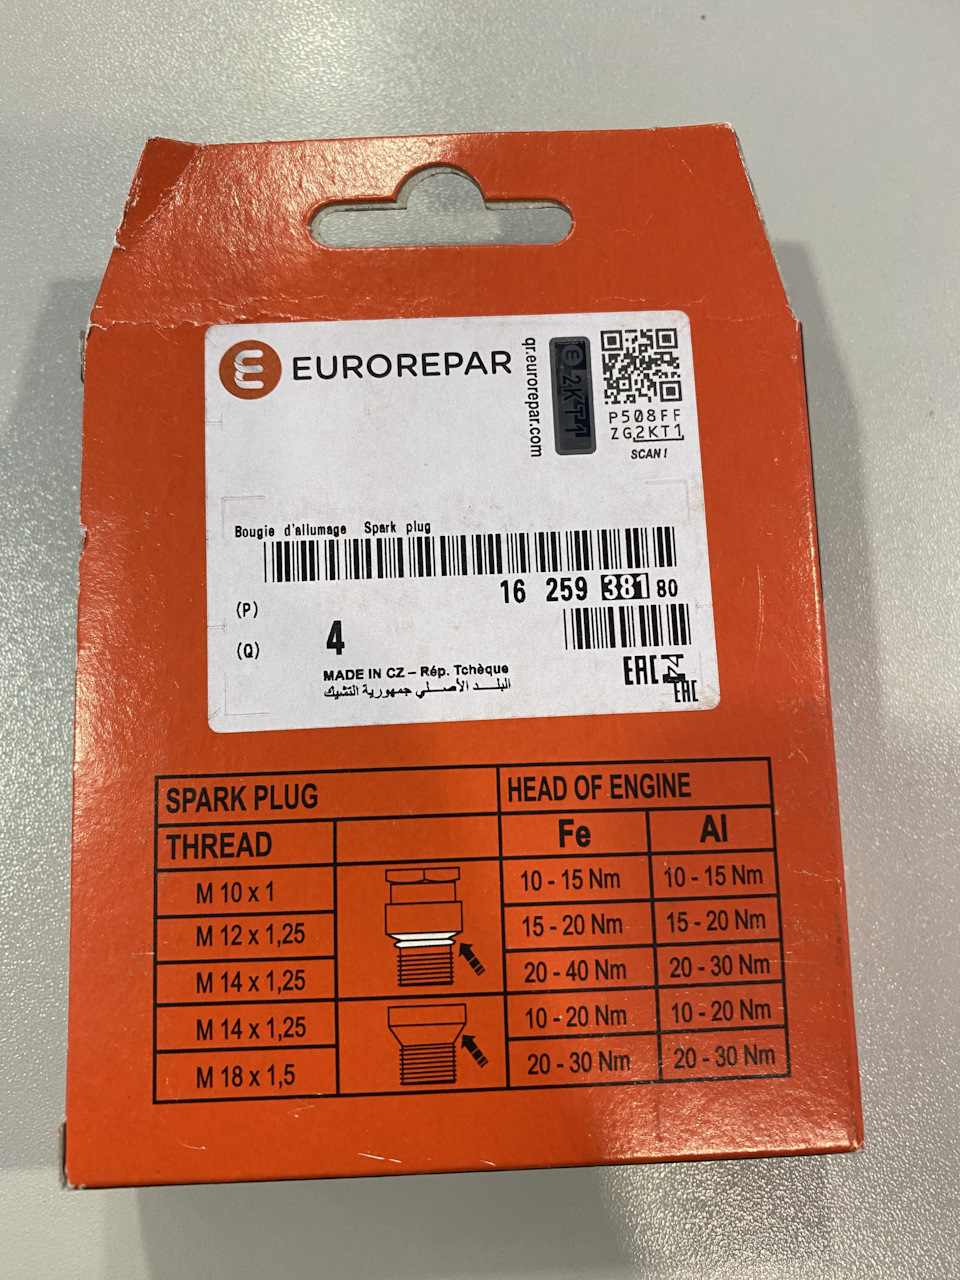 EUROREPAR
qr.eurorepar.com
2KT1
P508FF
ZG2KT1
SCAN!
Bougie d'allumage Spark plug
16 259 381 80
(P)
(Q) 4
MADE IN CZ – Rép. Tchèque
البلد الأصلي جمهورية التشيك
EAC
EAC
SPARK PLUG HEAD OF ENGINE
THREAD Fe Al
M 10 x 1 10 - 15 Nm 10 - 15 Nm
M 12 x 1,25 15 - 20 Nm 15 - 20 Nm
M 14 x 1,25 20 - 40 Nm 20 - 30 Nm
M 14 x 1,25 10 - 20 Nm 10 - 20 Nm
M 18 x 1,5 20 - 30 Nm 20 - 30 Nm